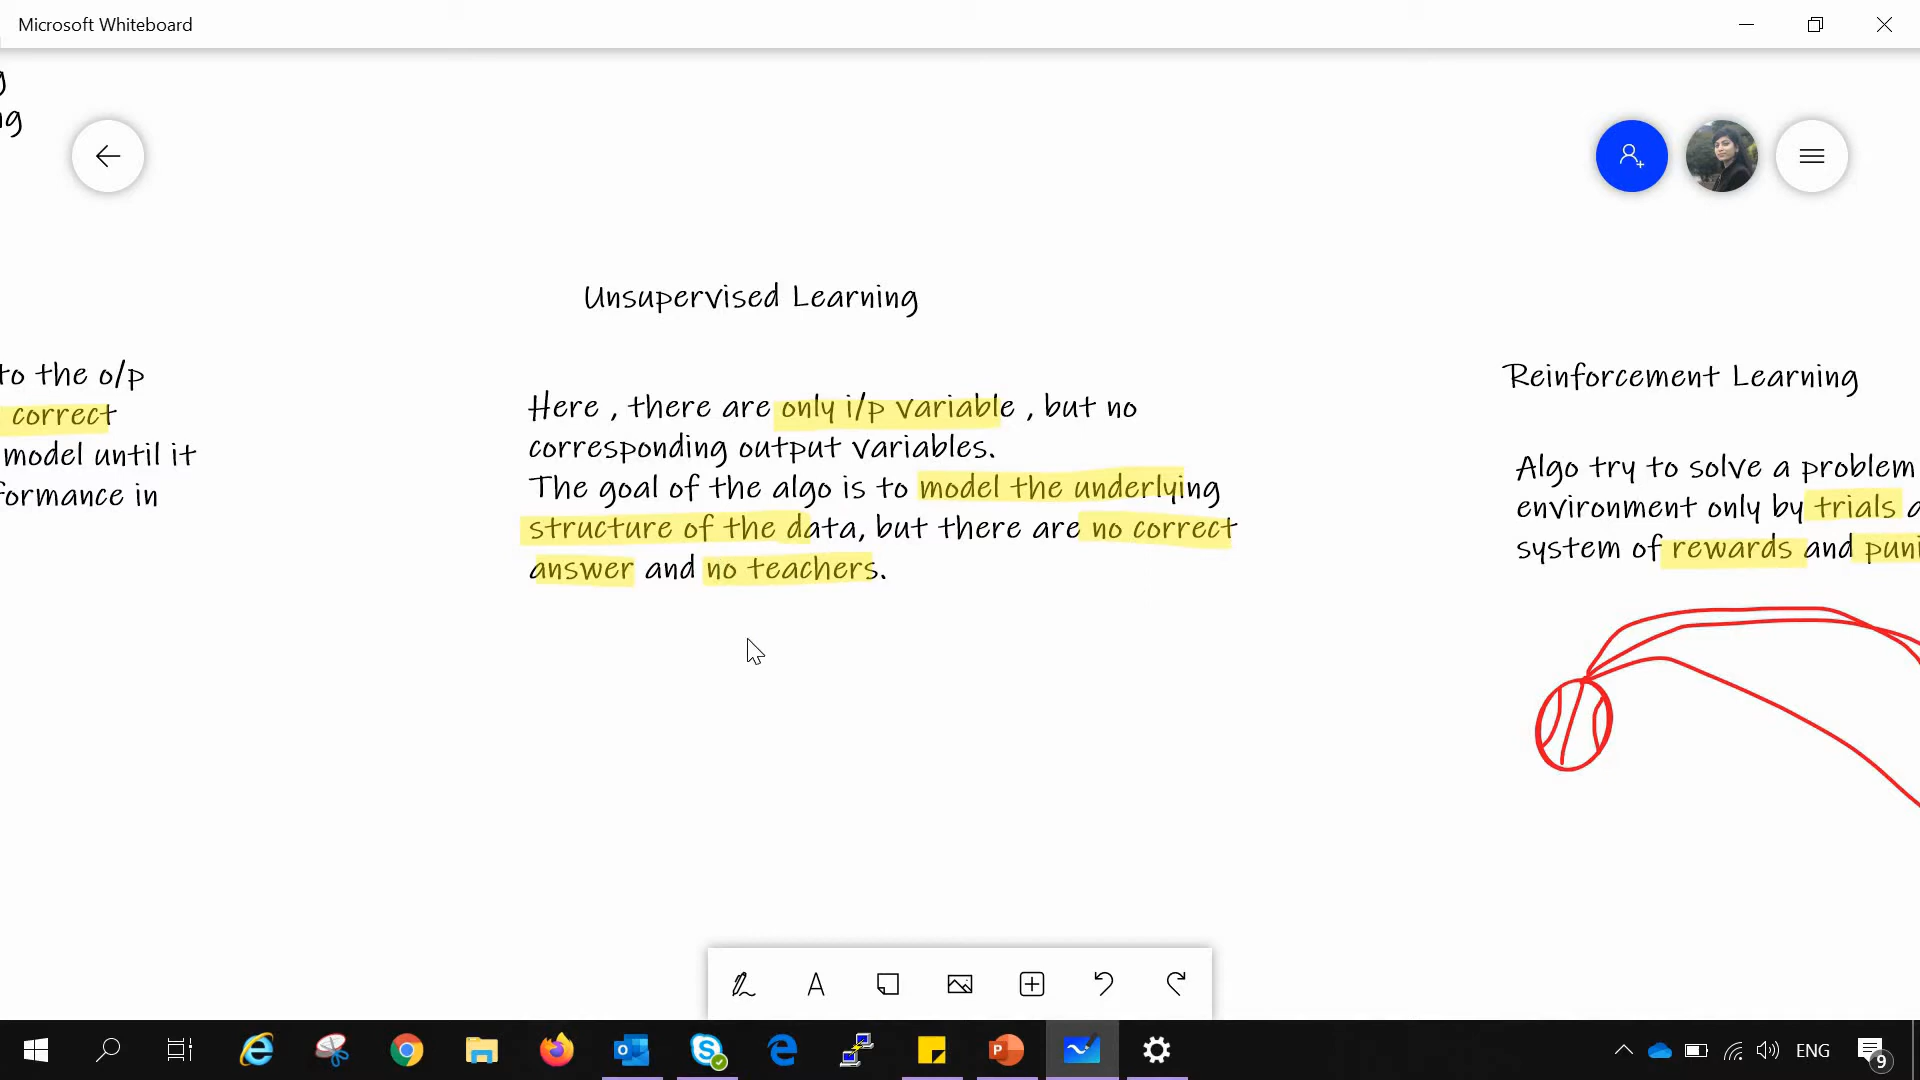 Microsoft Whiteboard
Unsupervised Learning
to the o/p
correct
model until it
formance in
Here , there are only i/p variable , but no
corresponding output variables.
The goal of the algo is to model the underlying
structure of the data, but there are no correct
answer and no teachers.
Reinforcement Learning
Algo try to solve a problem
environment only by trials
system of rewards and puni
A
ENG
9